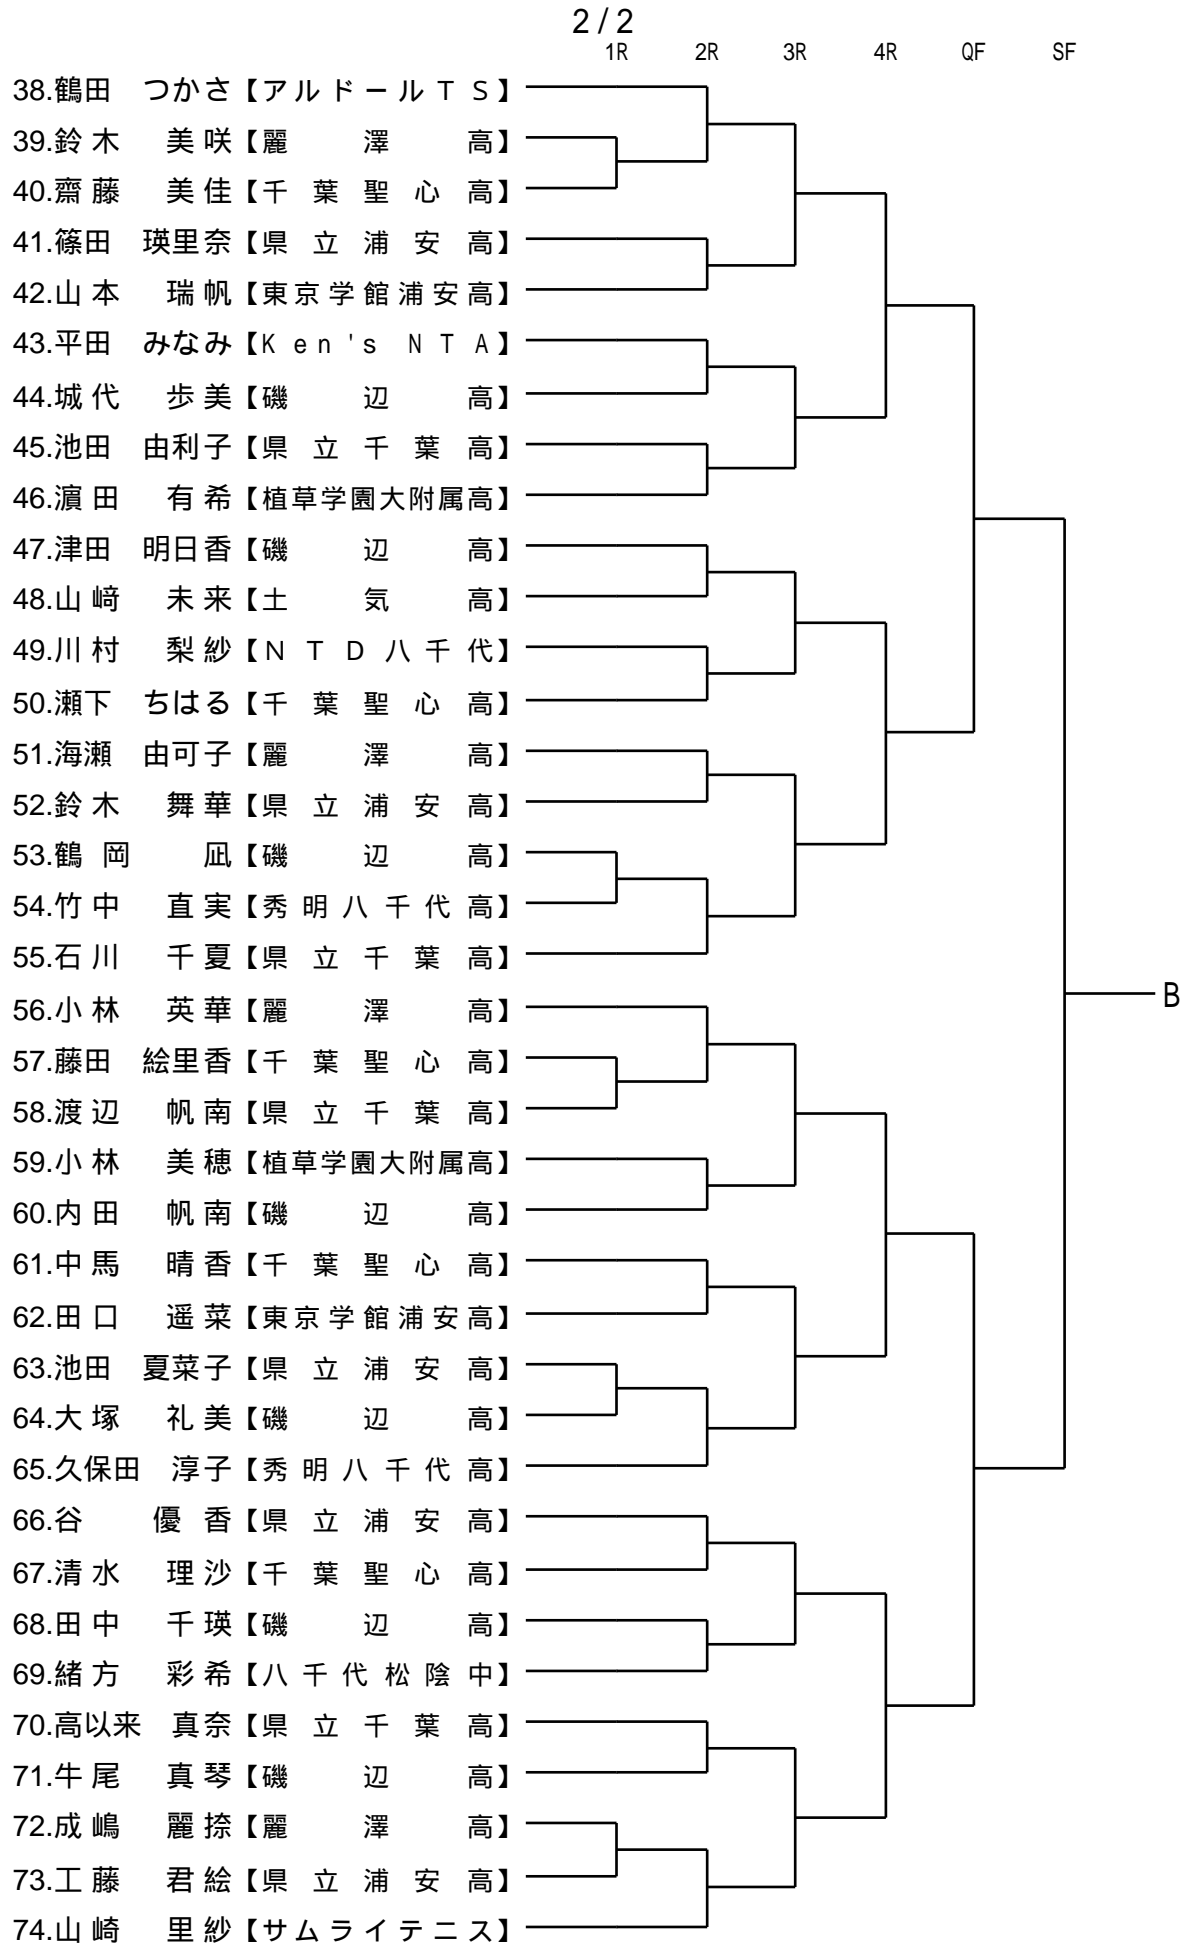 2/2
1R 2R 3R 4R QF SF
38.鶴田 つかさ【アルドールTS】
39.鈴木 美咲【麗澤高】
40.齋藤 美佳【千葉聖心高】
41.篠田 瑛里奈【県立浦安高】
42.山本 瑞帆【東京学館浦安高】
43.平田 みなみ【Ken's NTA】
44.城代 歩美【磯辺高】
45.池田 由利子【県立千葉高】
46.濵田 有希【植草学園大附属高】
47.津田 明日香【磯辺高】
48.山﨑 未来【土気高】
49.川村 梨紗【NTD八千代】
50.瀬下 ちはる【千葉聖心高】
51.海瀬 由可子【麗澤高】
52.鈴木 舞華【県立浦安高】
53.鶴岡 凪【磯辺高】
54.竹中 直実【秀明八千代高】
55.石川 千夏【県立千葉高】
B
56.小林 英華【麗澤高】
57.藤田 絵里香【千葉聖心高】
58.渡辺 帆南【県立千葉高】
59.小林 美穂【植草学園大附属高】
60.内田 帆南【磯辺高】
61.中馬 晴香【千葉聖心高】
62.田口 遥菜【東京学館浦安高】
63.池田 夏菜子【県立浦安高】
64.大塚 礼美【磯辺高】
65.久保田 淳子【秀明八千代高】
66.谷 優香【県立浦安高】
67.清水 理沙【千葉聖心高】
68.田中 千瑛【磯辺高】
69.緒方 彩希【八千代松陰中】
70.高以来 真奈【県立千葉高】
71.牛尾 真琴【磯辺高】
72.成嶋 麗捺【麗澤高】
73.工藤 君絵【県立浦安高】
74.山崎 里紗【サムライテニス】